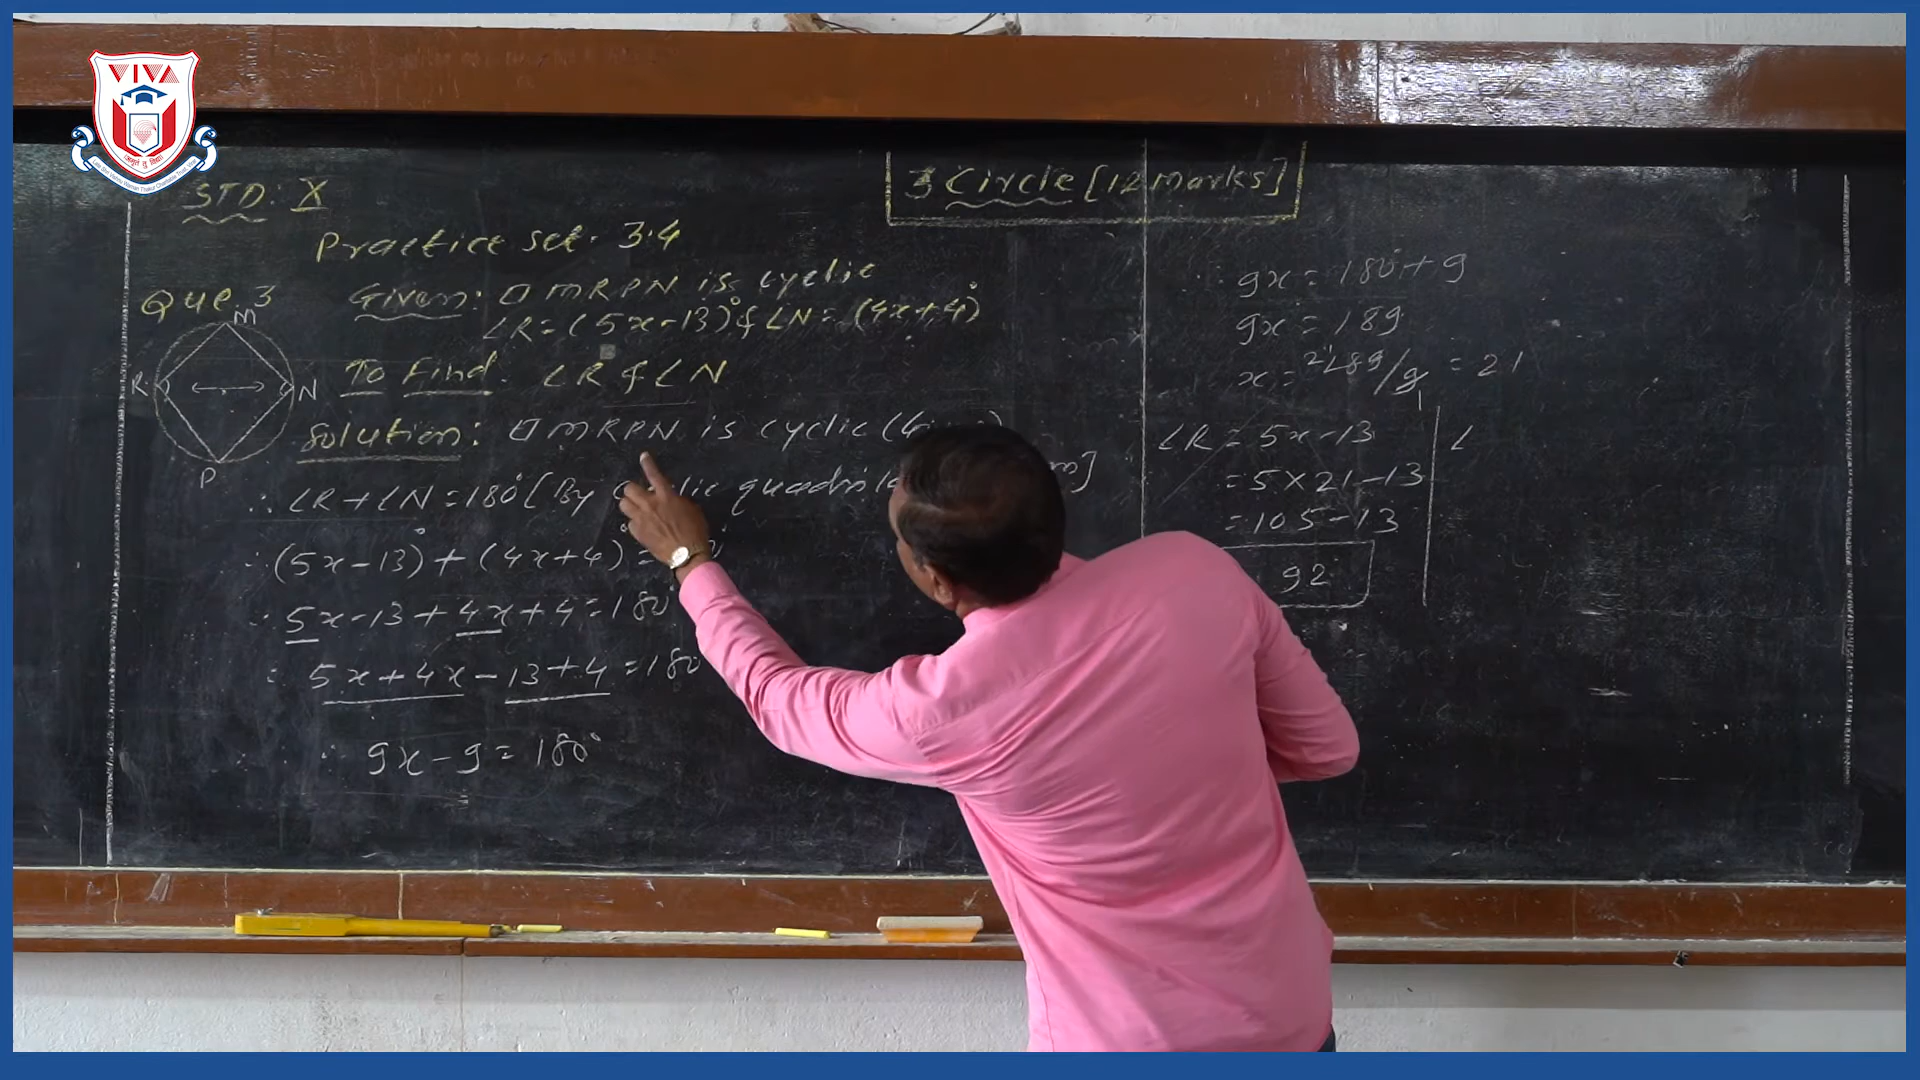 VIVA
STD: X
3 Circle [12 Marks]
Practice set. 3.4
Que. 3
Given: □MRPN is cyclic
∠R = (5x-13)° & ∠N = (4x+4)°
To Find. ∠R & ∠N
Solution: □MRPN is cyclic
∴ ∠R + ∠N = 180° [By cyclic
∴ (5x-13)° + (4x+4)° =
∴ 5x-13 + 4x + 4 = 180°
∴ 5x + 4x - 13 + 4 = 180
∴ 9x - 9 = 180°
M
R
N
P
∴ 9x = 180 + 9
9x = 189
x = 189/9 = 21
∠R = 5x - 13
= 5 × 21 - 13
= 105 - 13
92
∠